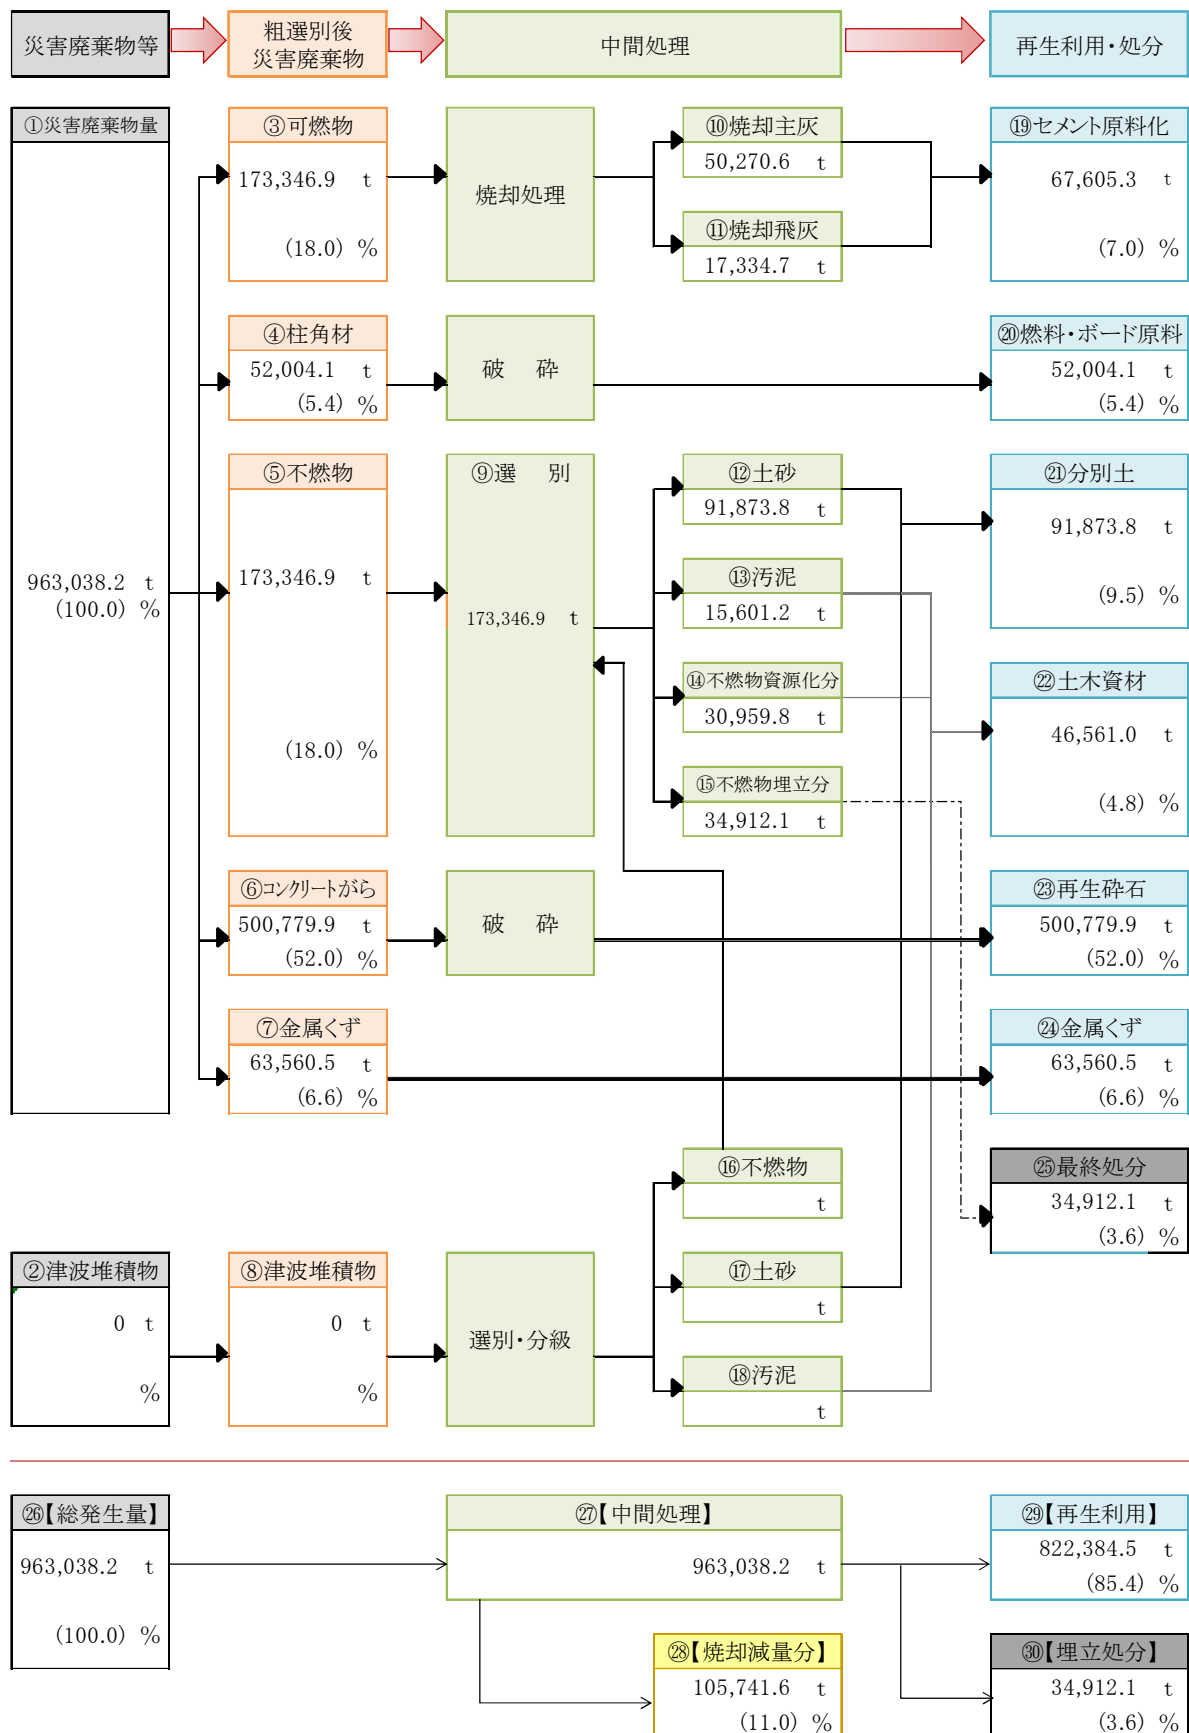 災害廃棄物等
粗選別後
災害廃棄物
中間処理
再生利用・処分
①災害廃棄物量
963,038.2 t
(100.0) %
③可燃物
173,346.9 t
(18.0) %
焼却処理
⑩焼却主灰
50,270.6 t
⑪焼却飛灰
17,334.7 t
⑲セメント原料化
67,605.3 t
(7.0) %
④柱角材
52,004.1 t
(5.4) %
破 砕
⑳燃料・ボード原料
52,004.1 t
(5.4) %
⑤不燃物
173,346.9 t
(18.0) %
⑨選 別
173,346.9 t
⑫土砂
91,873.8 t
⑬汚泥
15,601.2 t
⑭不燃物資源化分
30,959.8 t
⑮不燃物埋立分
34,912.1 t
㉑分別土
91,873.8 t
(9.5) %
㉒土木資材
46,561.0 t
(4.8) %
⑥コンクリートがら
500,779.9 t
(52.0) %
破 砕
㉓再生砕石
500,779.9 t
(52.0) %
⑦金属くず
63,560.5 t
(6.6) %
㉔金属くず
63,560.5 t
(6.6) %
⑯不燃物
t
㉕最終処分
34,912.1 t
(3.6) %
②津波堆積物
0 t
%
⑧津波堆積物
0 t
%
選別・分級
⑰土砂
t
⑱汚泥
t
㉖【総発生量】
963,038.2 t
(100.0) %
㉗【中間処理】
963,038.2 t
㉙【再生利用】
822,384.5 t
(85.4) %
㉘【焼却減量分】
105,741.6 t
(11.0) %
㉚【埋立処分】
34,912.1 t
(3.6) %